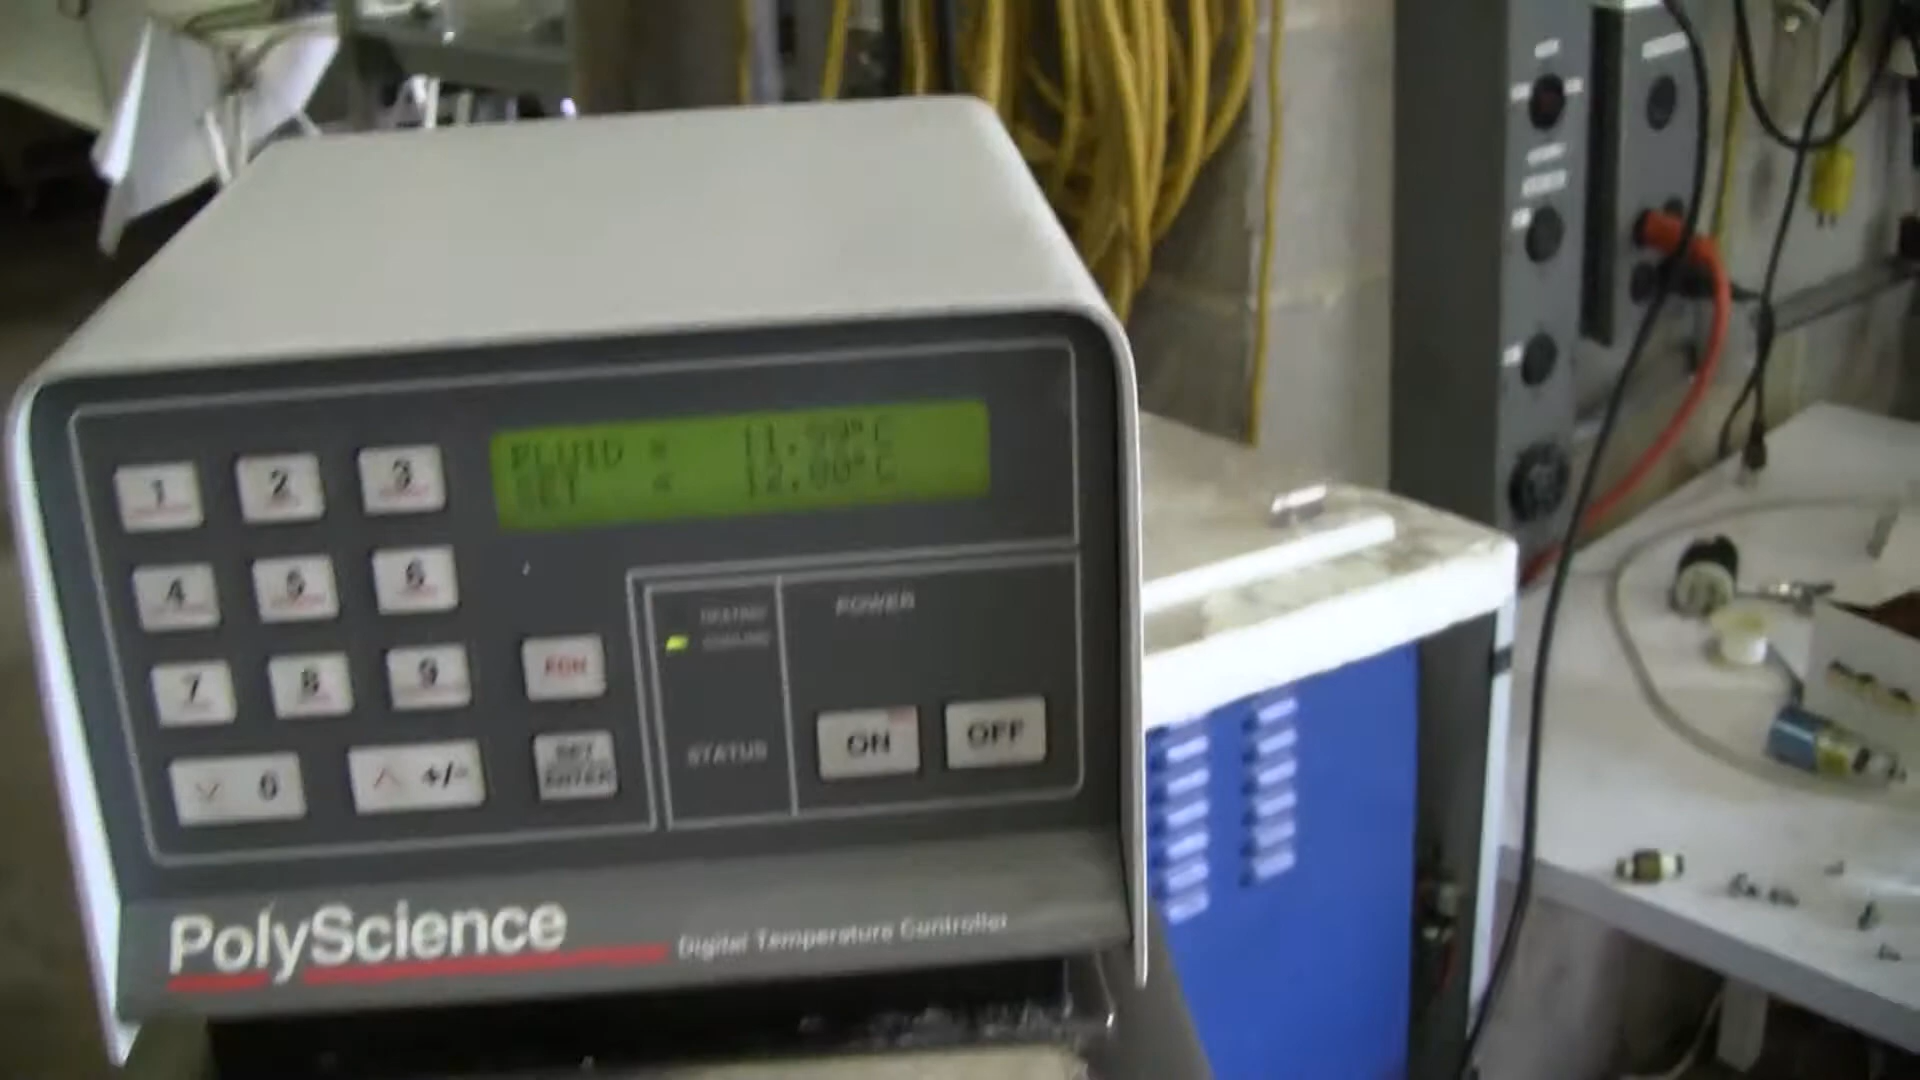 FLUID = 11.99°C
SET = 12.00°C
1 2 3
4 5 6
7 8 9
FCN
0 +/-
SET
ENTER
HEATING
COOLING
STATUS
POWER
ON OFF
PolyScience
Digital Temperature Controller